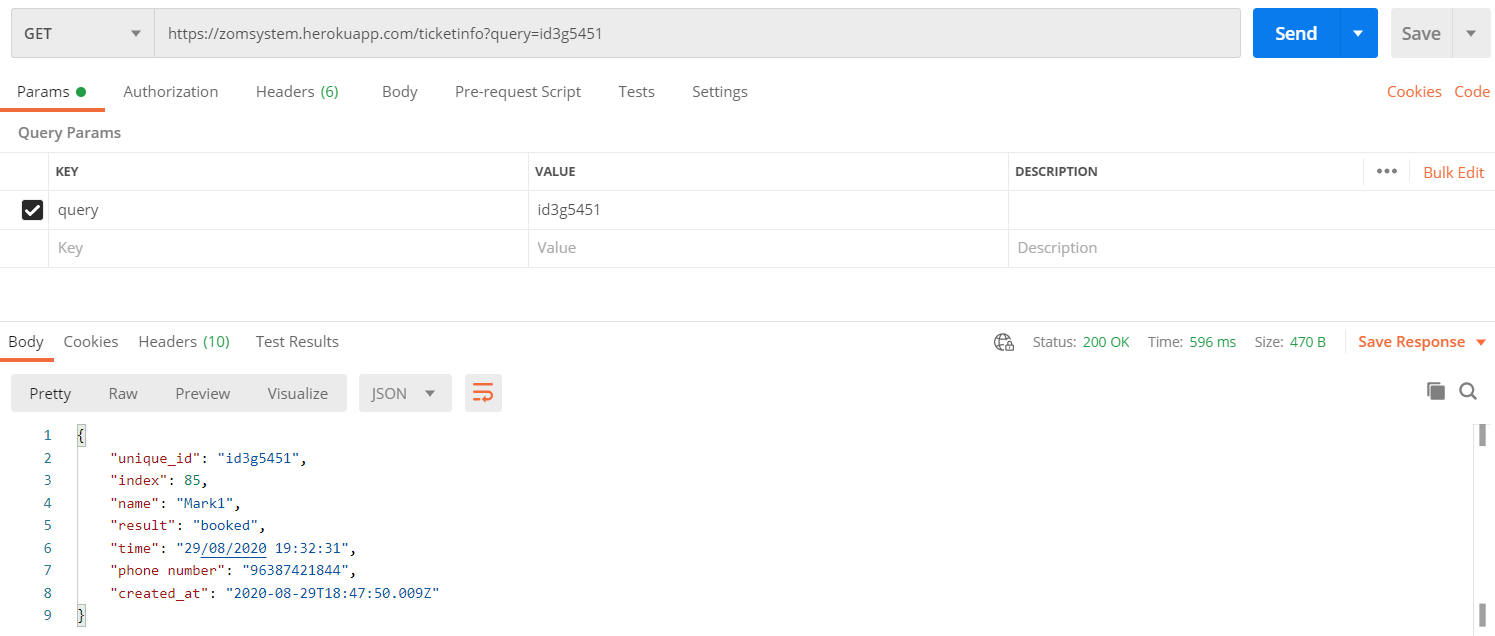 GET https://zomsystem.herokuapp.com/ticketinfo?query=id3g5451 Send Save
Params Authorization Headers (6) Body Pre-request Script Tests Settings Cookies Code
Query Params
KEY VALUE DESCRIPTION ••• Bulk Edit
query id3g5451
Key Value Description
Body Cookies Headers (10) Test Results Status: 200 OK Time: 596 ms Size: 470 B Save Response
Pretty Raw Preview Visualize JSON
1 {
2 "unique_id": "id3g5451",
3 "index": 85,
4 "name": "Mark1",
5 "result": "booked",
6 "time": "29/08/2020 19:32:31",
7 "phone number": "96387421844",
8 "created_at": "2020-08-29T18:47:50.009Z"
9 }